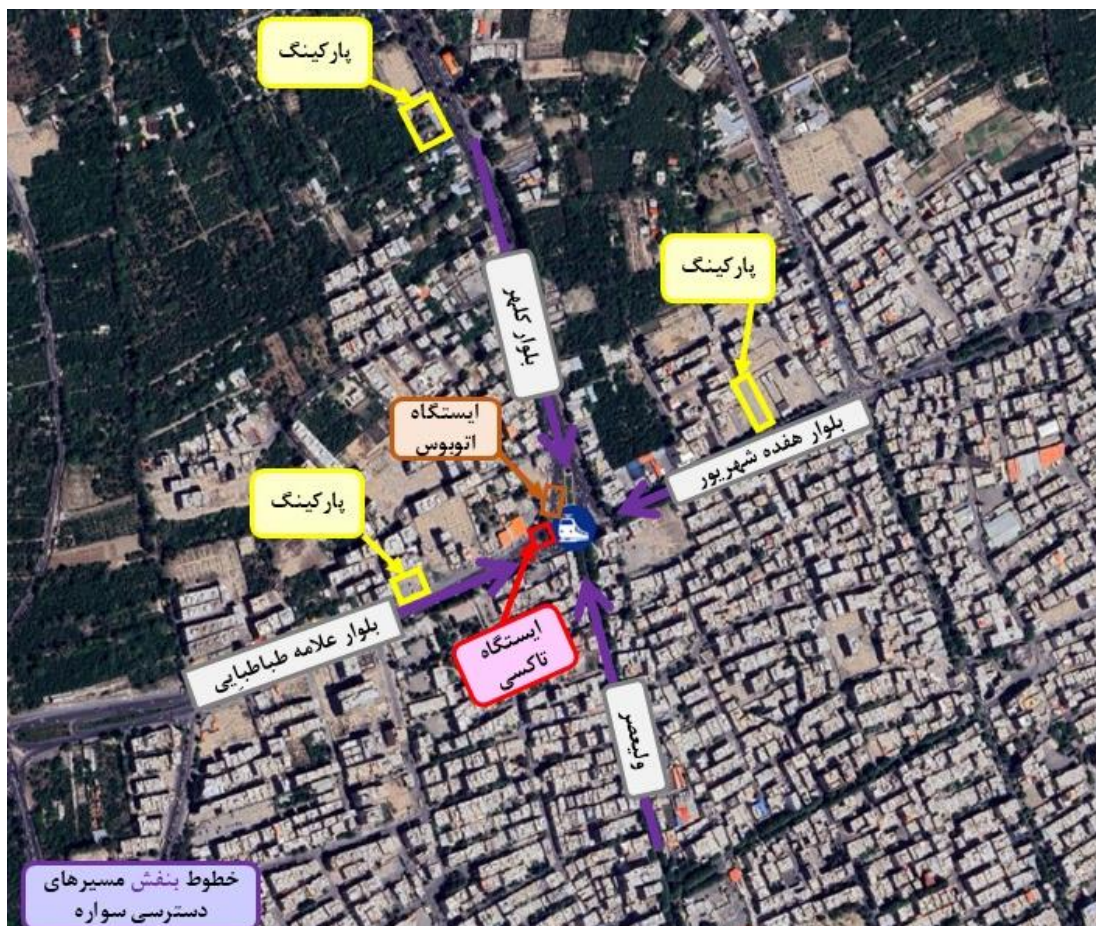 پارکینگ
پارکینگ
بلوار کلهر
ایستگاه
اتوبوس
بلوار هفده شهریور
پارکینگ
بلوار علامه طباطبایی
ایستگاه
تاکسی
ولیعصر
خطوط بنفش مسیرهای
دسترسی سواره